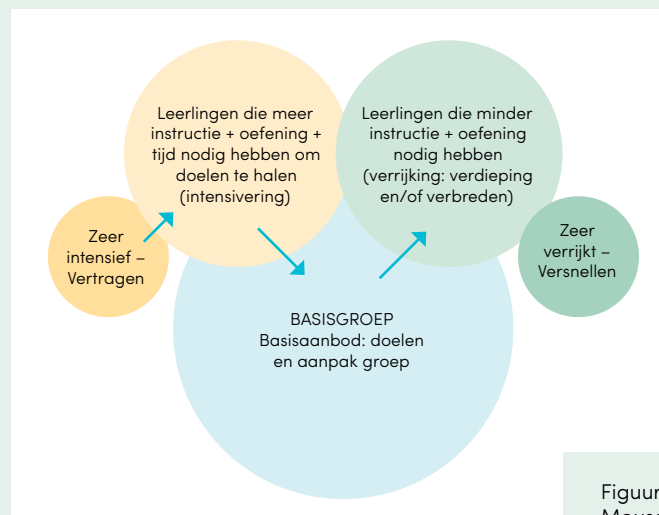 Leerlingen die meer
instructie + oefening +
tijd nodig hebben om
doelen te halen
(intensivering)
Leerlingen die minder
instructie + oefening
nodig hebben
(verrijking: verdieping
en/of verbreden)
Zeer
intensief –
Vertragen
Zeer
verrijkt –
Versnellen
BASISGROEP
Basisaanbod: doelen
en aanpak groep
Figuur